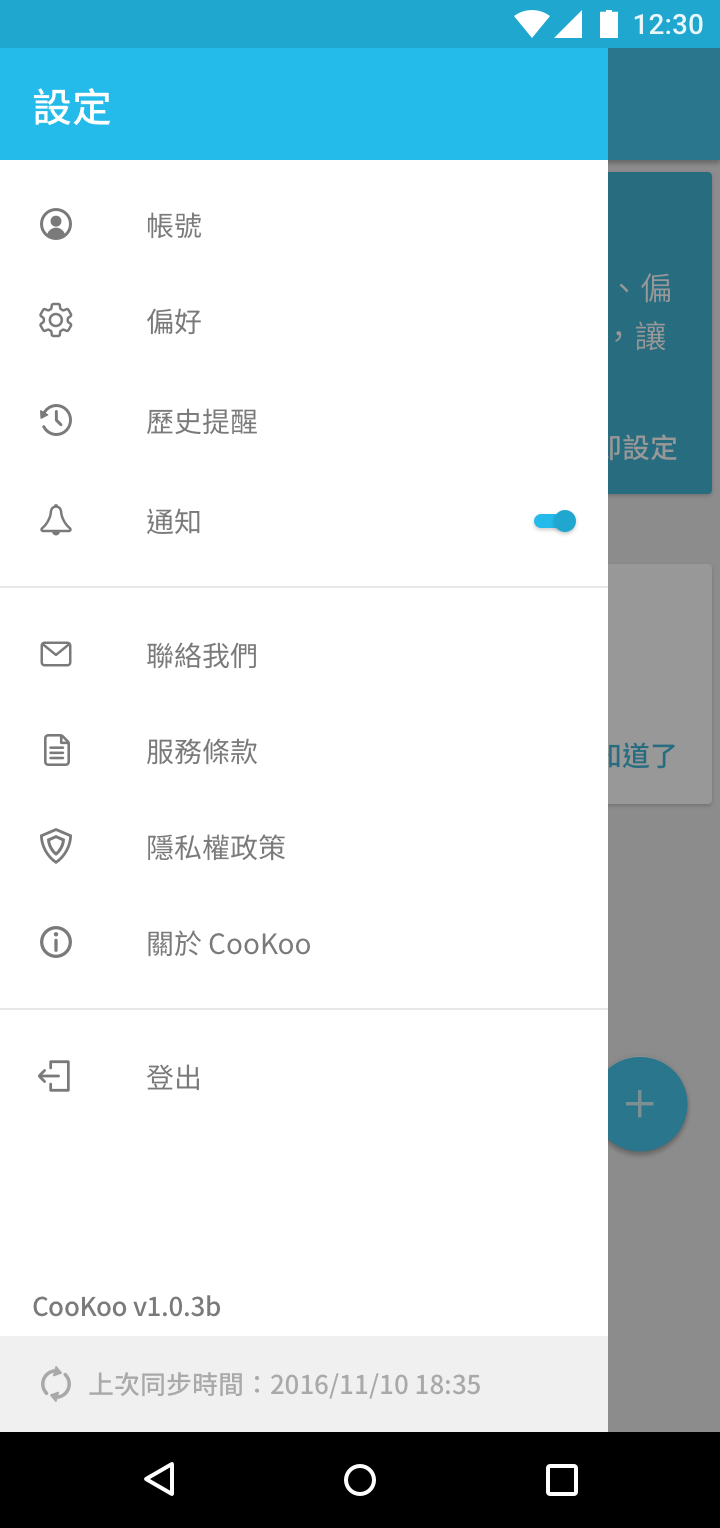 12:30
設定
帳號
偏好
、偏
，讓
歷史提醒
即設定
通知
聯絡我們
服務條款
知道了
隱私權政策
關於 CooKoo
登出
CooKoo v1.0.3b
上次同步時間：2016/11/10 18:35